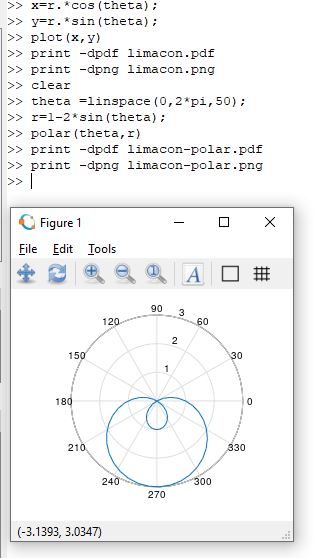 >> x=r.*cos(theta);
>> y=r.*sin(theta);
>> plot(x,y)
>> print -dpdf limacon.pdf
>> print -dpng limacon.png
>> clear
>> theta =linspace(0,2*pi,50);
>> r=1-2*sin(theta);
>> polar(theta,r)
>> print -dpdf limacon-polar.pdf
>> print -dpng limacon-polar.png
>>
Figure 1
File Edit Tools
A
90
120 3 60
2
150 30
1
180 0
210 330
240 300
270
(-3.1393, 3.0347)